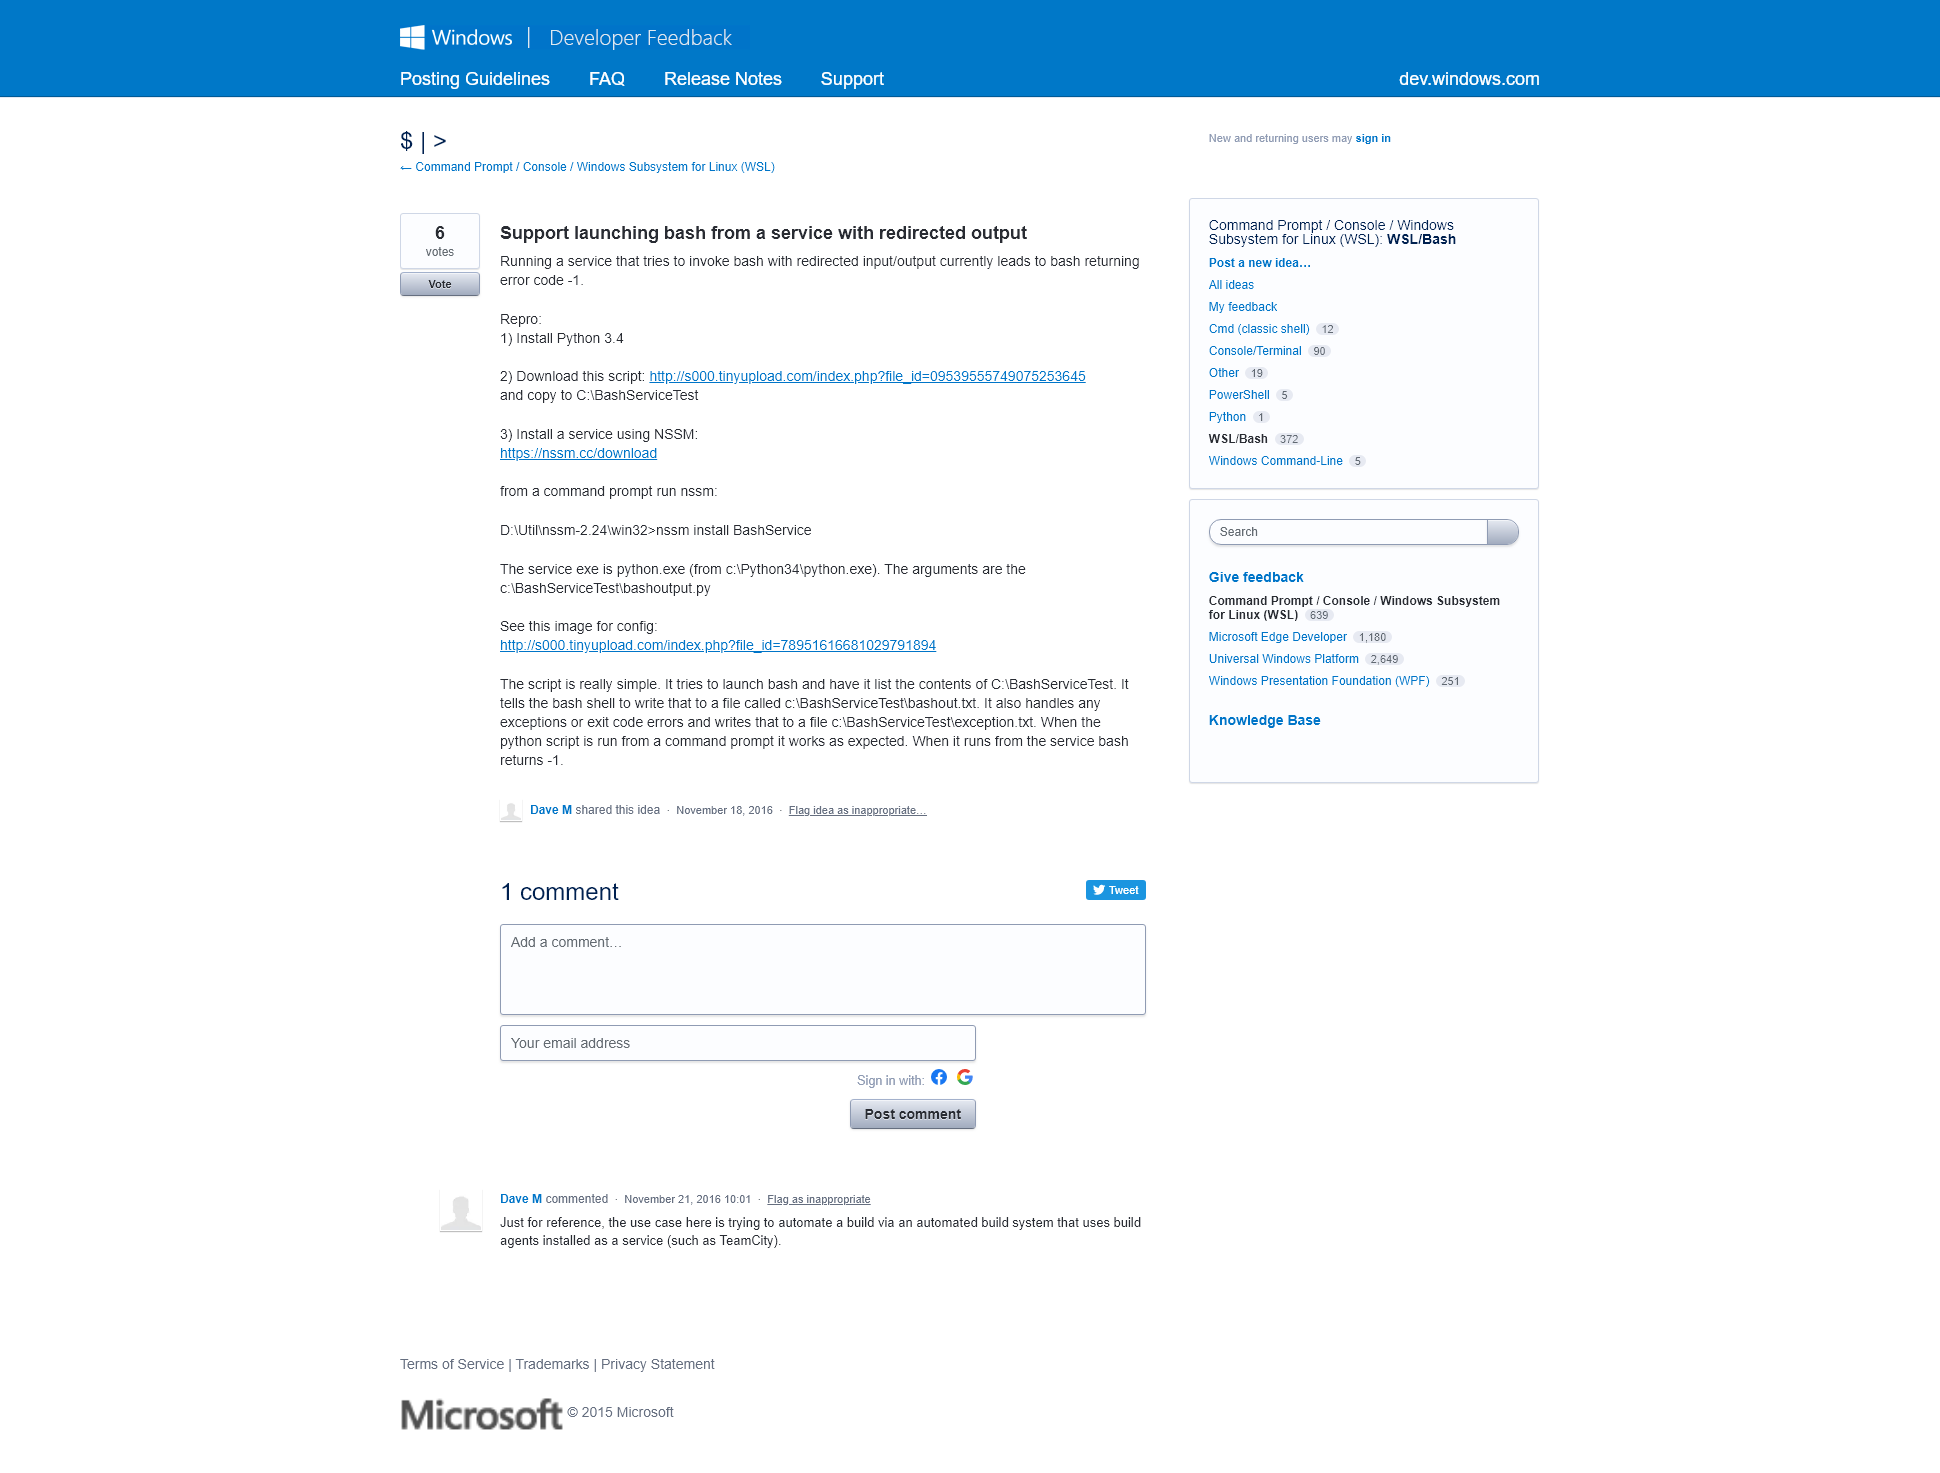 Windows | Developer Feedback
Posting Guidelines FAQ Release Notes Support dev.windows.com
$ | >
New and returning users may sign in
← Command Prompt / Console / Windows Subsystem for Linux (WSL)
6
votes
Vote
Support launching bash from a service with redirected output
Running a service that tries to invoke bash with redirected input/output currently leads to bash returning
error code -1.
Repro:
1) Install Python 3.4
2) Download this script: http://s000.tinyupload.com/index.php?file_id=09539555749075253645
and copy to C:\BashServiceTest
3) Install a service using NSSM:
https://nssm.cc/download
from a command prompt run nssm:
D:\Util\nssm-2.24\win32>nssm install BashService
The service exe is python.exe (from c:\Python34\python.exe). The arguments are the
c:\BashServiceTest\bashoutput.py
See this image for config:
http://s000.tinyupload.com/index.php?file_id=78951616681029791894
The script is really simple. It tries to launch bash and have it list the contents of C:\BashServiceTest. It
tells the bash shell to write that to a file called c:\BashServiceTest\bashout.txt. It also handles any
exceptions or exit code errors and writes that to a file c:\BashServiceTest\exception.txt. When the
python script is run from a command prompt it works as expected. When it runs from the service bash
returns -1.
Dave M shared this idea · November 18, 2016 · Flag idea as inappropriate…
1 comment
Tweet
Add a comment…
Your email address
Sign in with:
Post comment
Dave M commented · November 21, 2016 10:01 · Flag as inappropriate
Just for reference, the use case here is trying to automate a build via an automated build system that uses build
agents installed as a service (such as TeamCity).
Command Prompt / Console / Windows
Subsystem for Linux (WSL): WSL/Bash
Post a new idea…
All ideas
My feedback
Cmd (classic shell) 12
Console/Terminal 90
Other 19
PowerShell 5
Python 1
WSL/Bash 372
Windows Command-Line 5
Search
Give feedback
Command Prompt / Console / Windows Subsystem
for Linux (WSL) 639
Microsoft Edge Developer 1,180
Universal Windows Platform 2,649
Windows Presentation Foundation (WPF) 251
Knowledge Base
Terms of Service | Trademarks | Privacy Statement
Microsoft © 2015 Microsoft